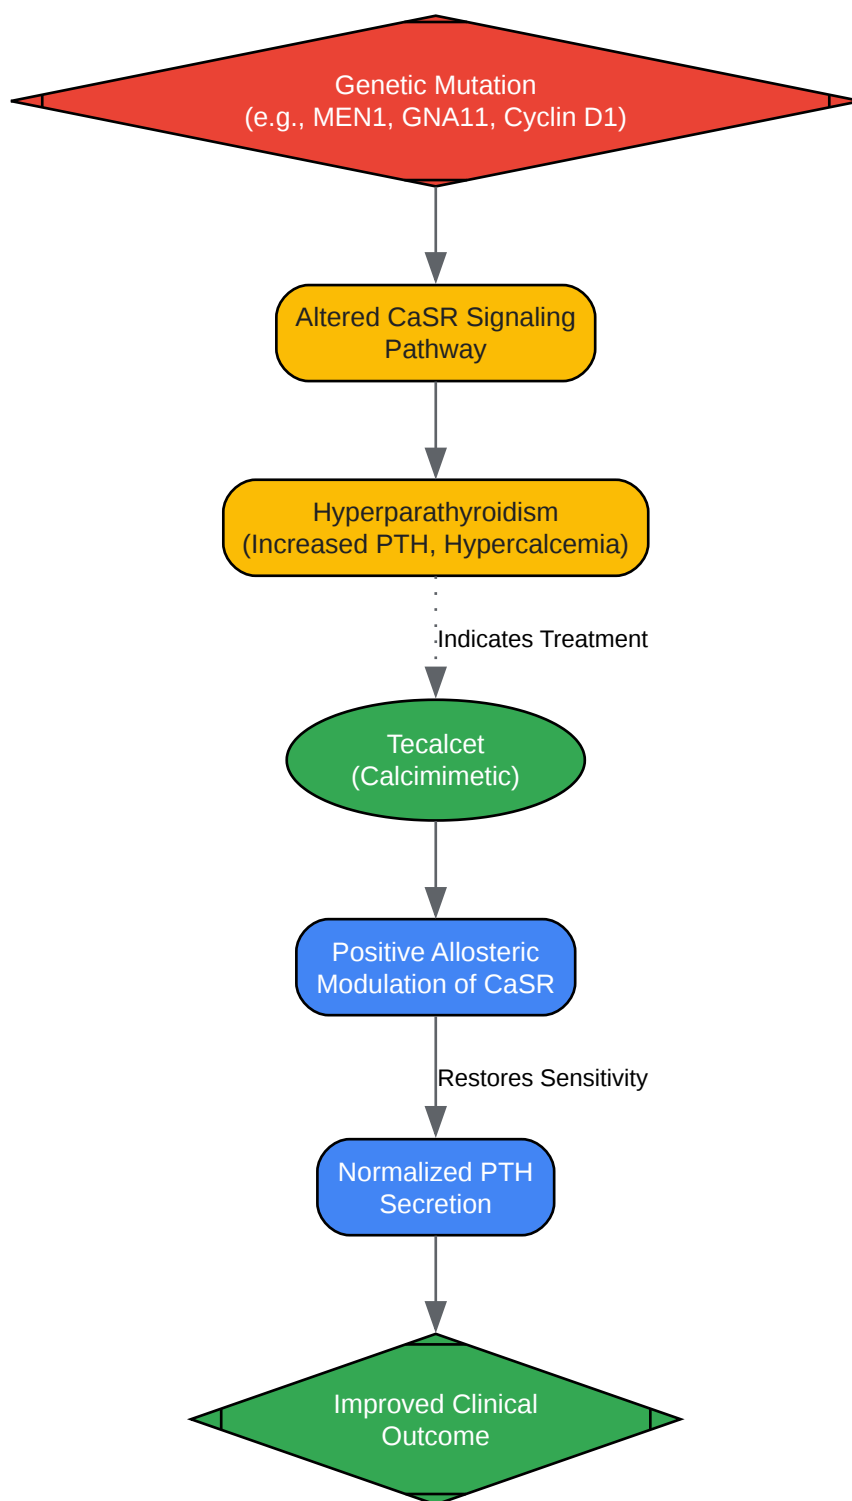 Genetic Mutation
(e.g., MEN1, GNA11, Cyclin D1)
Altered CaSR Signaling
Pathway
Hyperparathyroidism
(Increased PTH, Hypercalcemia)
Indicates Treatment
Tecalcet
(Calcimimetic)
Positive Allosteric
Modulation of CaSR
Restores Sensitivity
Normalized PTH
Secretion
Improved Clinical
Outcome